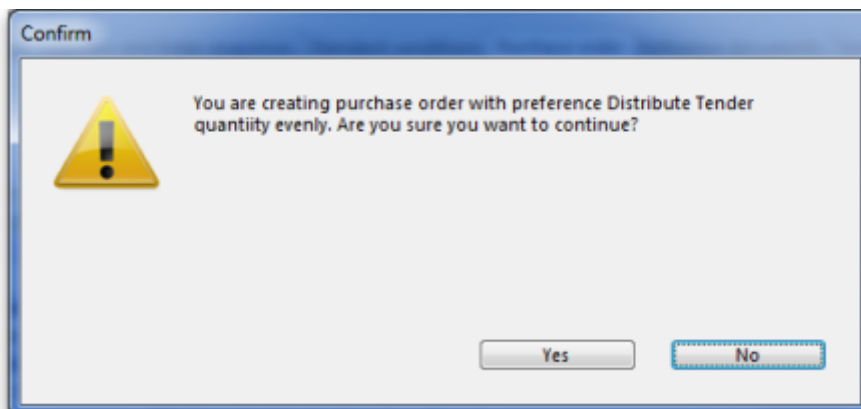 Confirm
You are creating purchase order with preference Distribute Tender
quantiity evenly. Are you sure you want to continue?
Yes
No